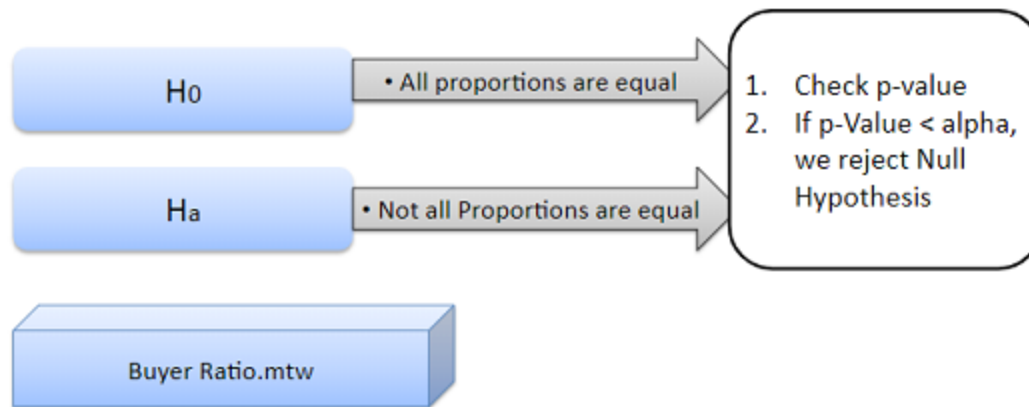 H0
• All proportions are equal
Ha
• Not all Proportions are equal
1. Check p-value
2. If p-Value < alpha,
we reject Null
Hypothesis
Buyer Ratio.mtw